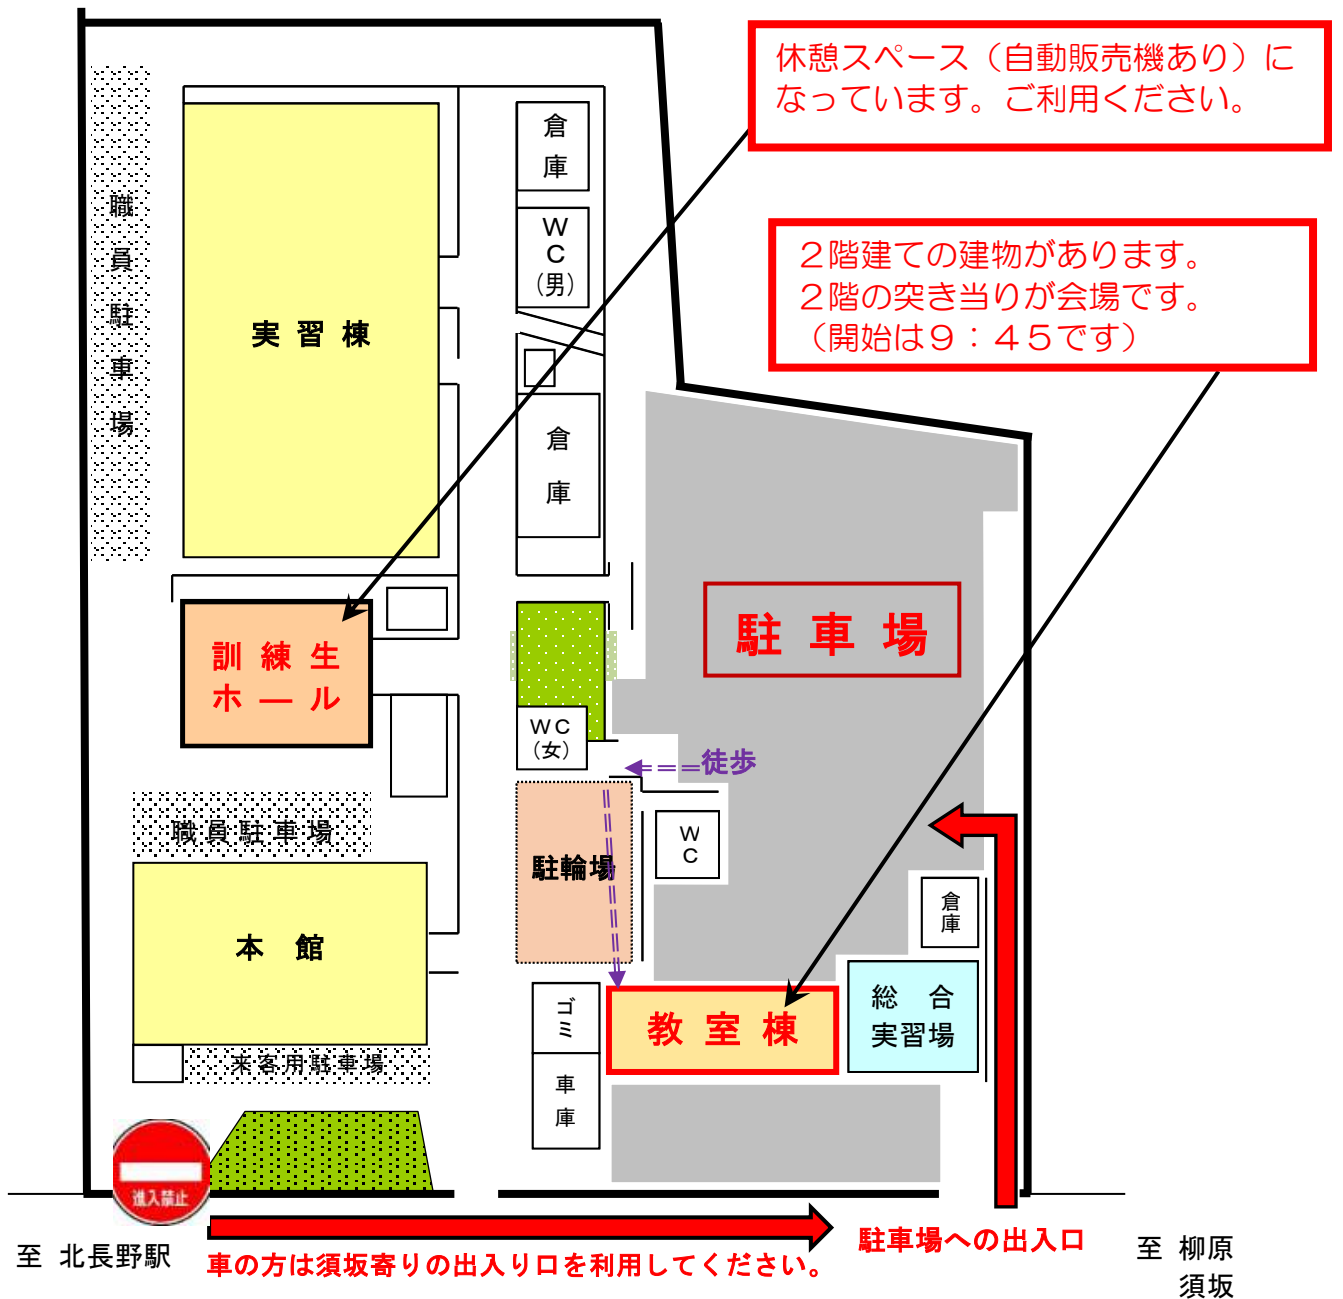 休憩スペース（自動販売機あり）に
なっています。ご利用ください。
２階建ての建物があります。
２階の突き当りが会場です。
（開始は９：４５です）
職員駐車場
実習棟
倉庫
ＷＣ
（男）
倉庫
駐車場
訓練生
ホール
ＷＣ
（女）
徒歩
職員駐車場
駐輪場
ＷＣ
倉庫
本館
ゴミ
教室棟
総合
実習場
来客用駐車場
車庫
進入禁止
至 北長野駅
車の方は須坂寄りの出入り口を利用してください。
駐車場への出入口
至 柳原
須坂